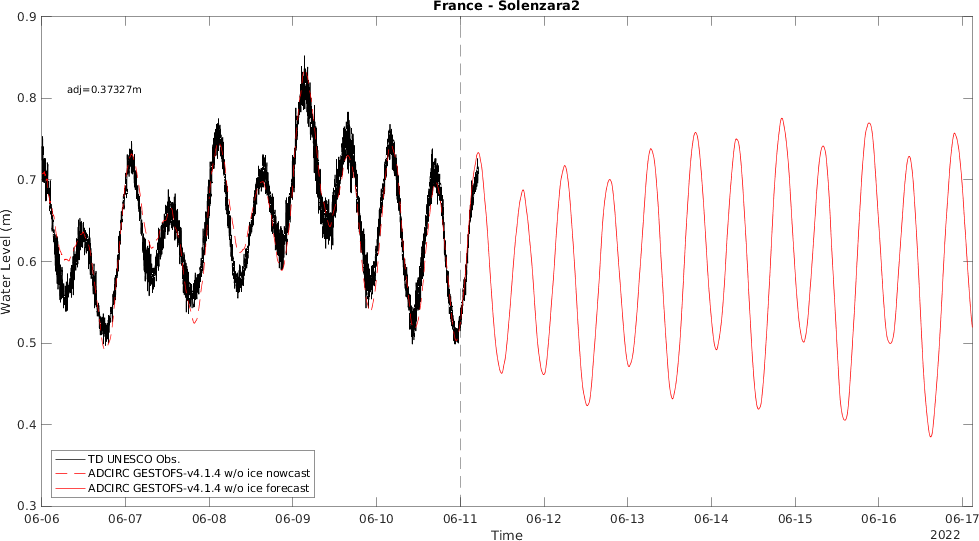 France - Solenzara2
0.9
0.8
0.7
0.6
0.5
0.4
0.3
Water Level (m)
adj=0.37327m
TD UNESCO Obs.
ADCIRC GESTOFS-v4.1.4 w/o ice nowcast
ADCIRC GESTOFS-v4.1.4 w/o ice forecast
06-06 06-07 06-08 06-09 06-10 06-11 06-12 06-13 06-14 06-15 06-16 06-17
Time
2022